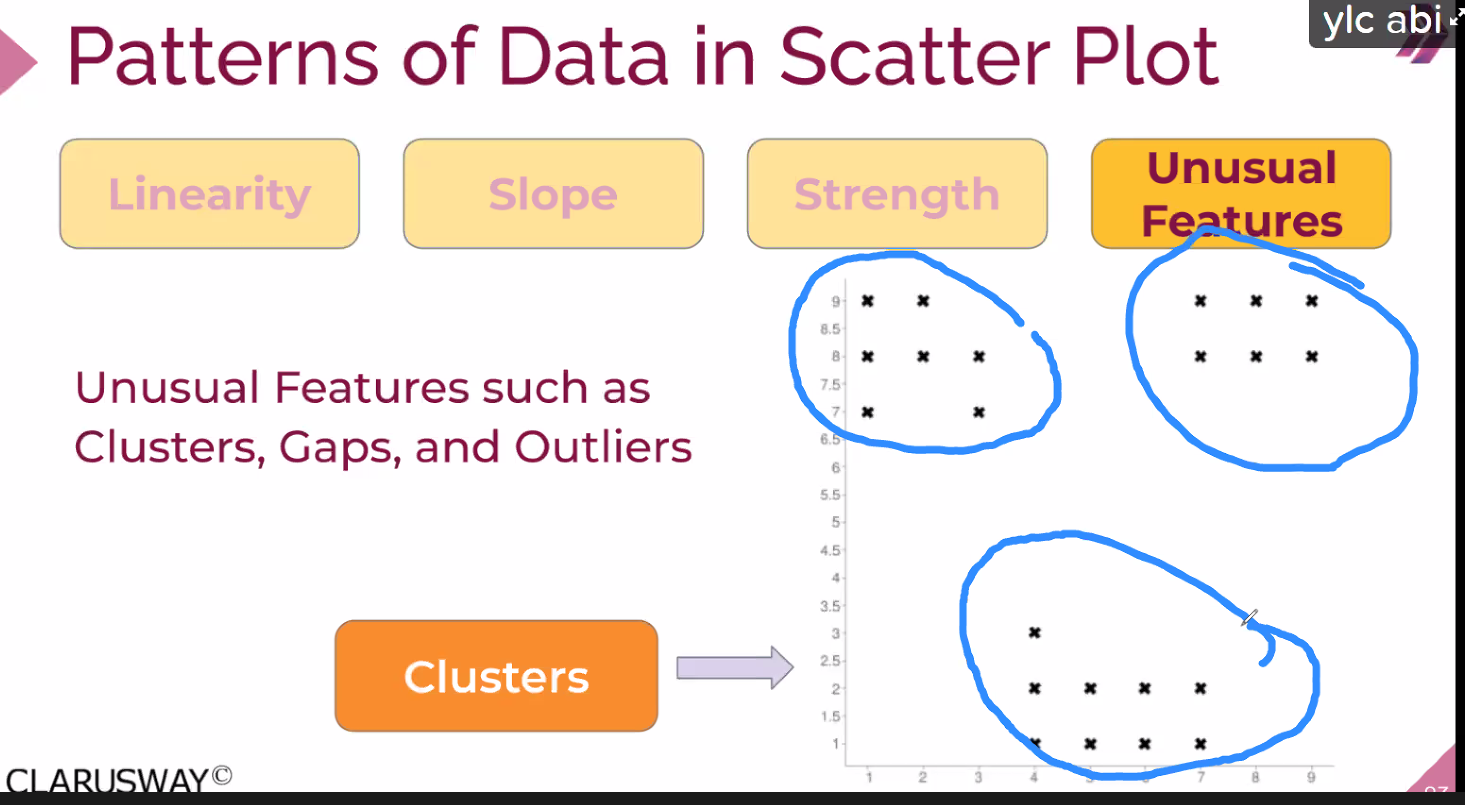 ylc abi
Patterns of Data in Scatter Plot
Linearity
Slope
Strength
Unusual
Features
Unusual Features such as
Clusters, Gaps, and Outliers
Clusters
9
8.5
8
7.5
7
6.5
6
5.5
5
4.5
4
3.5
3
2.5
2
1.5
1
1 2 3 4 7 8 9
CLARUSWAY©